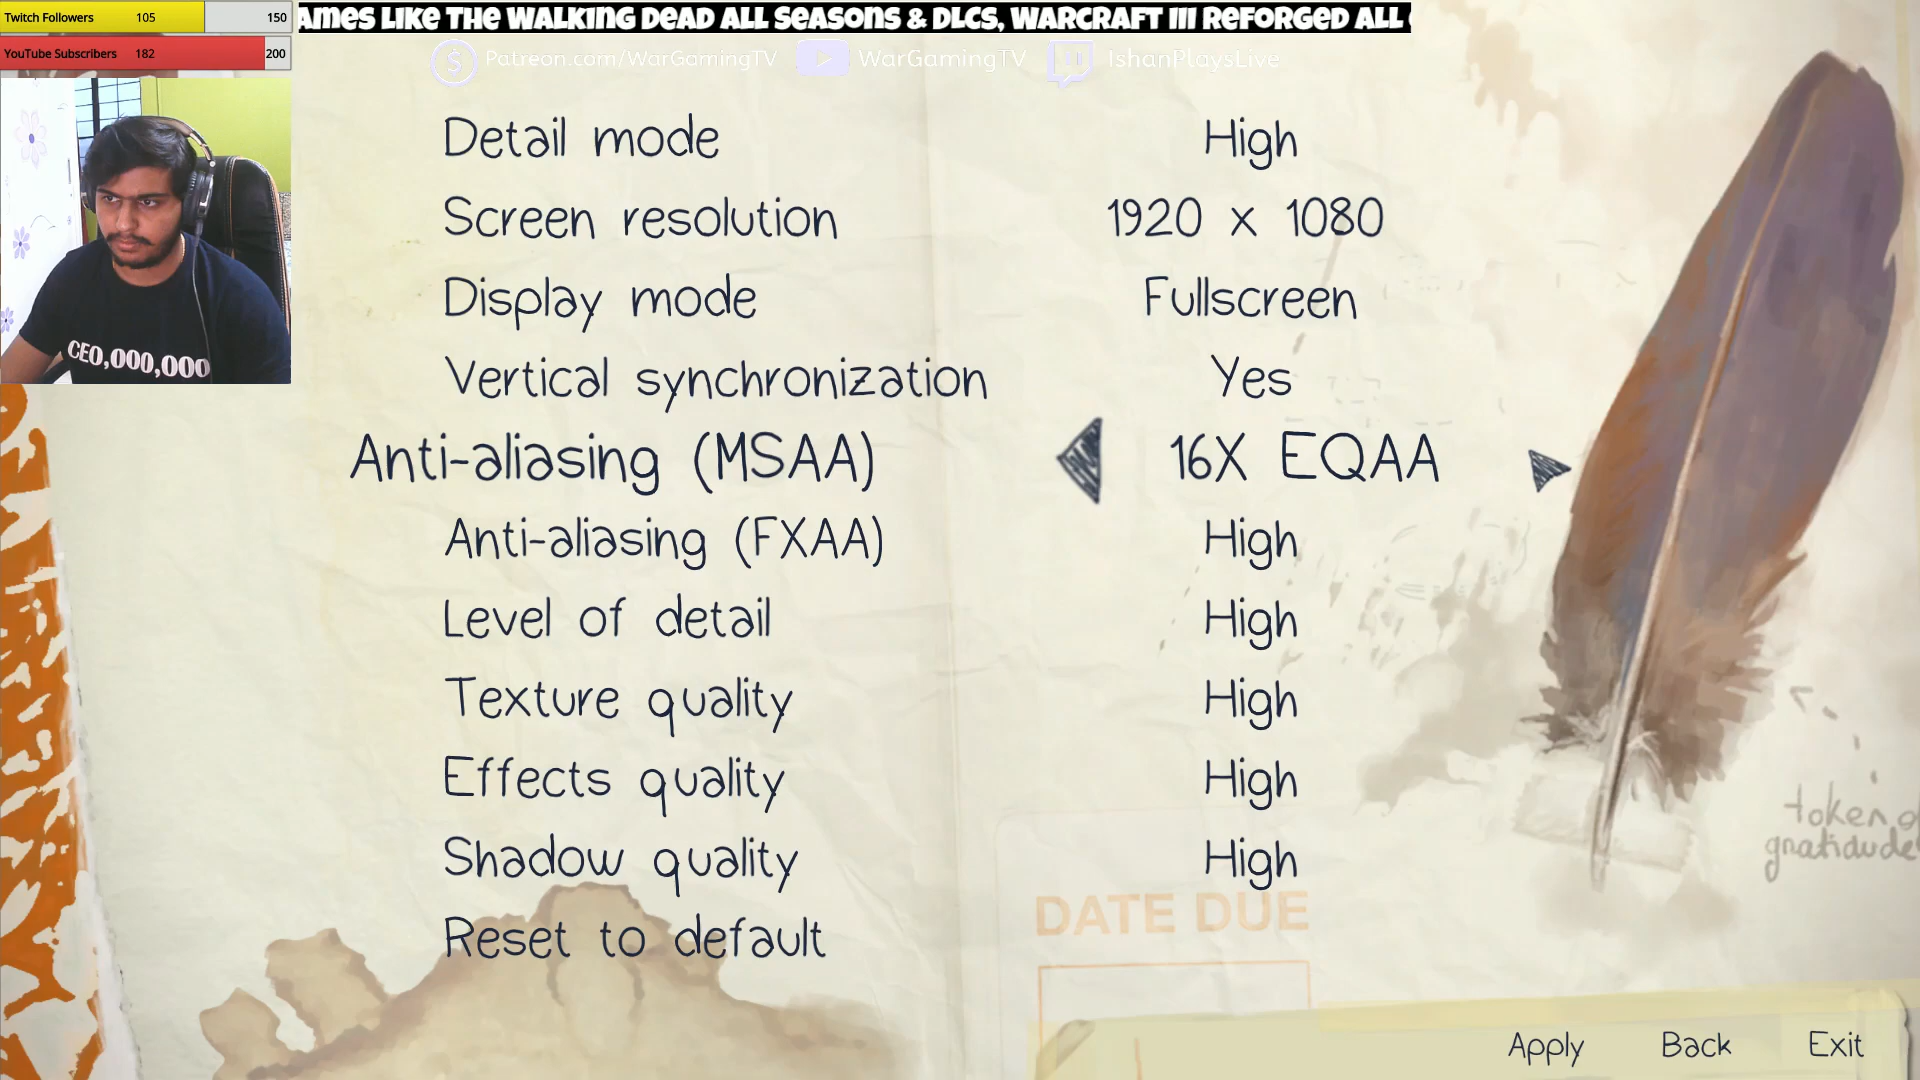 Twitch Followers 105 150
AMES LIKE THE WALKING DEAD ALL SEASONS & DLCS, WARCRAFT III REFORGED ALL
YouTube Subscribers 182 200
Patreon.com/WarGamingTV WarGamingTV IshanPlaysLive
Detail mode High
Screen resolution 1920 x 1080
Display mode Fullscreen
CEO,000,000
Vertical synchronization Yes
Anti-aliasing (MSAA) 16X EQAA
Anti-aliasing (FXAA) High
Level of detail High
Texture quality High
Effects quality High
token o
gratidude
Shadow quality High
DATE DUE
Reset to default
Apply Back Exit